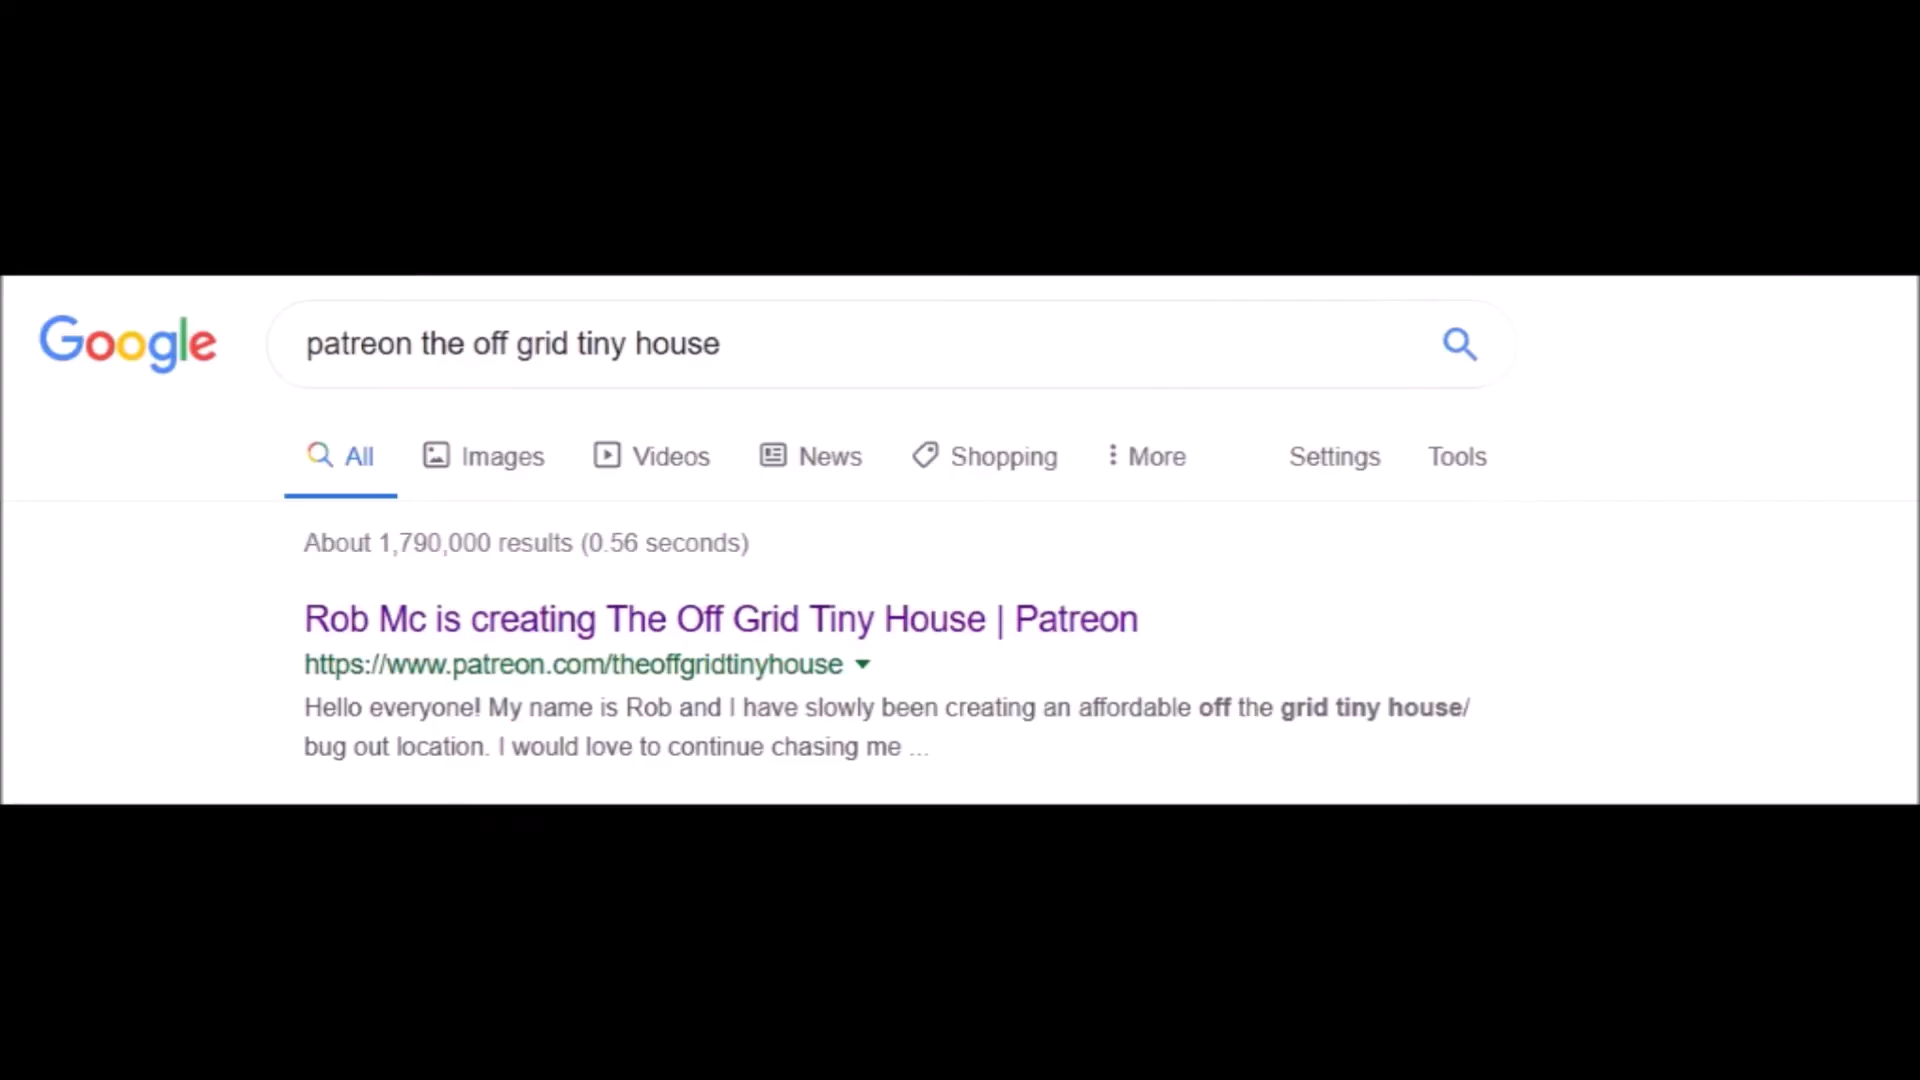 Google
patreon the off grid tiny house
All Images Videos News Shopping More Settings Tools
About 1,790,000 results (0.56 seconds)
Rob Mc is creating The Off Grid Tiny House | Patreon
https://www.patreon.com/theoffgridtinyhouse
Hello everyone! My name is Rob and I have slowly been creating an affordable off the grid tiny house/
bug out location. I would love to continue chasing me ...